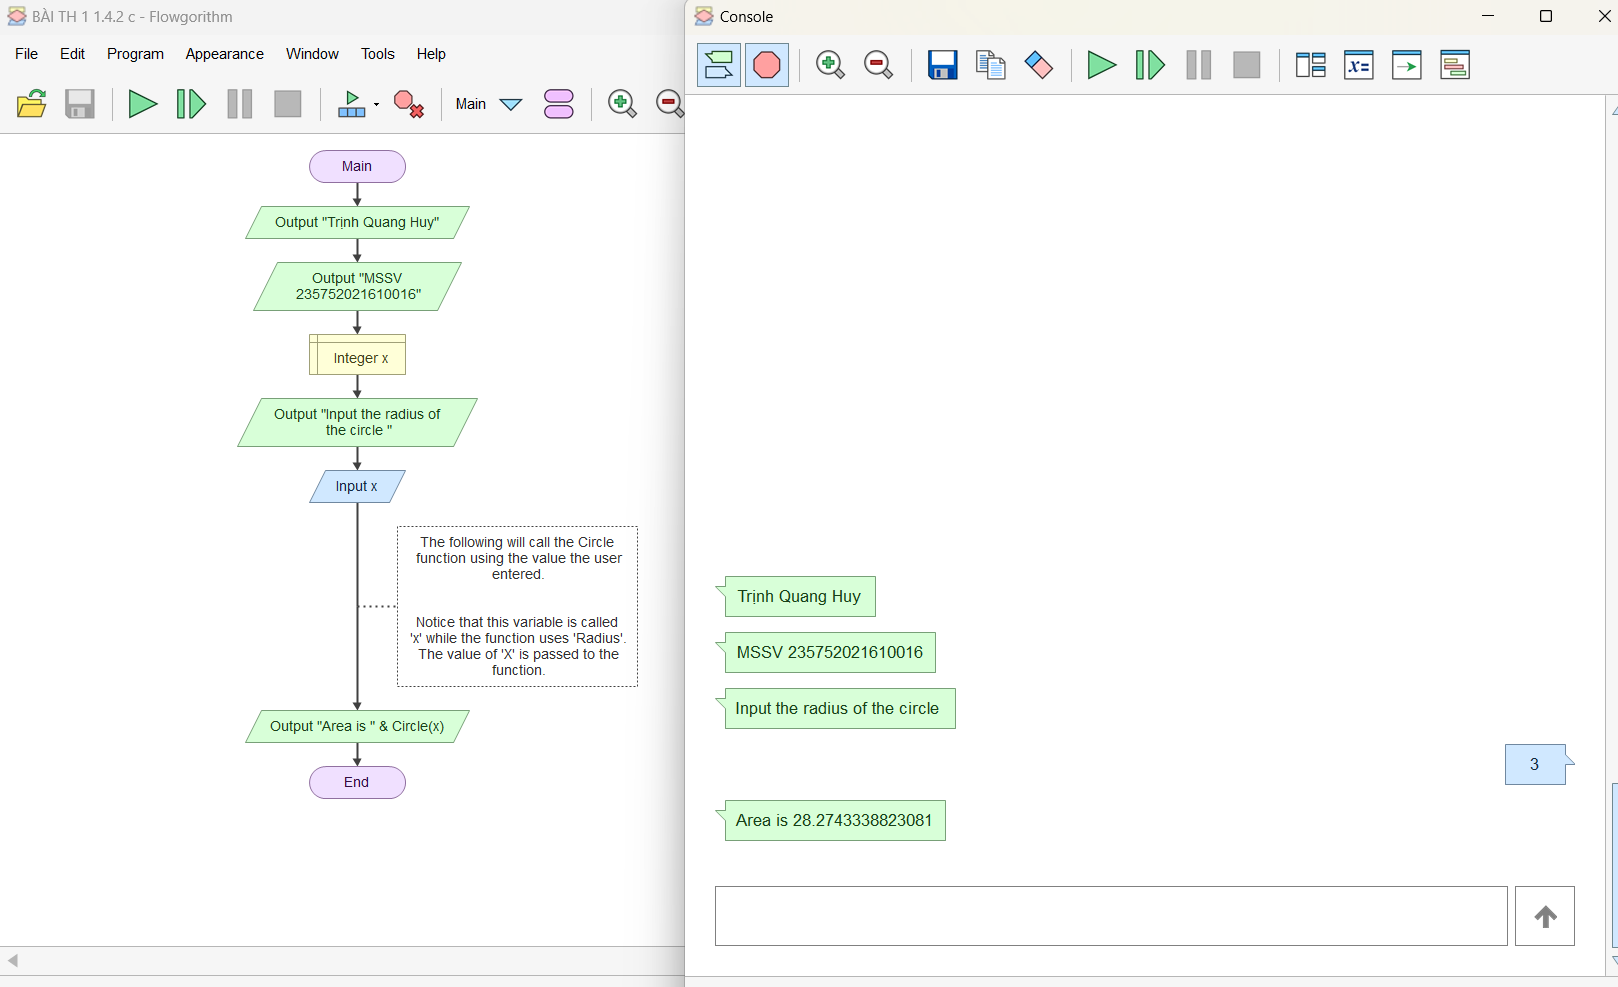 BÀI TH 1 1.4.2 c - Flowgorithm
File Edit Program Appearance Window Tools Help
Main
Main
Output "Trịnh Quang Huy"
Output "MSSV
235752021610016"
Integer x
Output "Input the radius of
the circle "
Input x
The following will call the Circle
function using the value the user
entered.
Notice that this variable is called
'x' while the function uses 'Radius'.
The value of 'X' is passed to the
function.
Output "Area is " & Circle(x)
End
Console
x=
Trịnh Quang Huy
MSSV 235752021610016
Input the radius of the circle
3
Area is 28.2743338823081